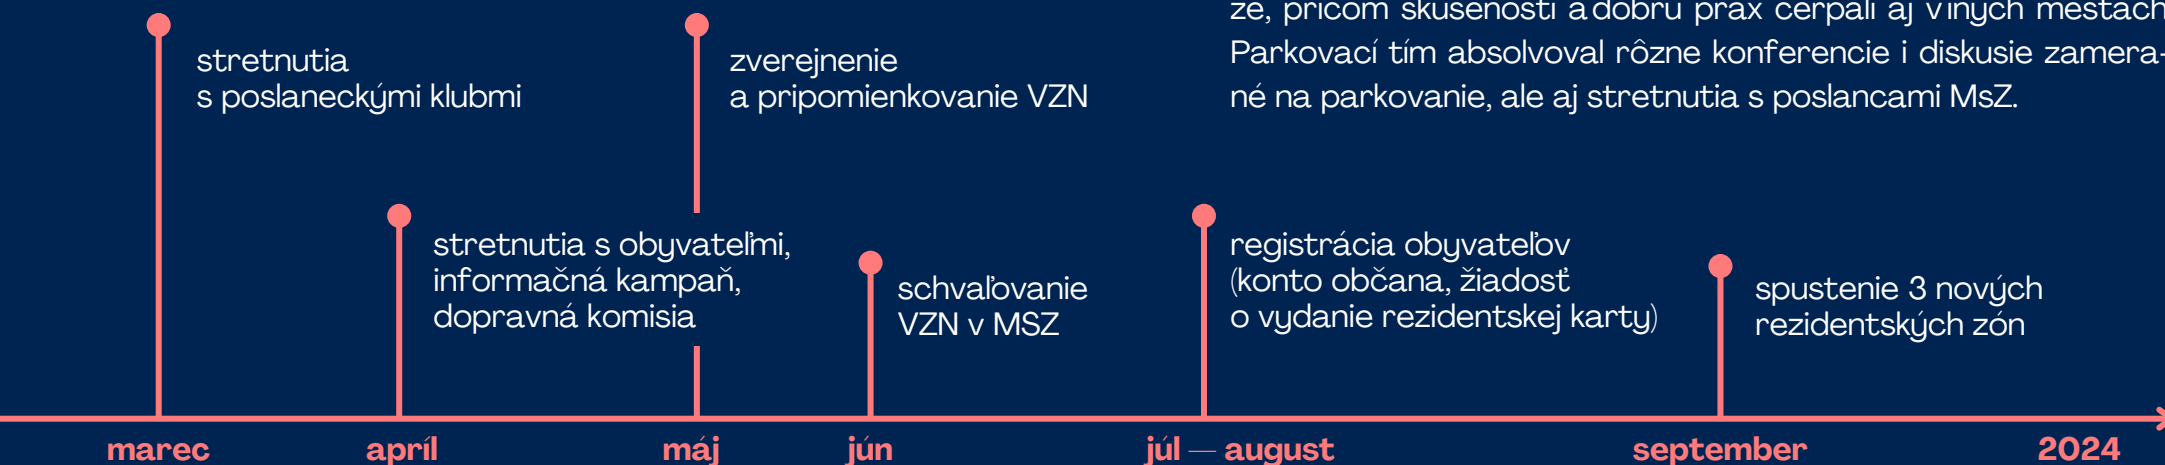 že, pričom skúsenosti a dobrú prax čerpali aj v iných mestách.
Parkovací tím absolvoval rôzne konferencie i diskusie zamera-
né na parkovanie, ale aj stretnutia s poslancami MsZ.
stretnutia
s poslaneckými klubmi
zverejnenie
a pripomienkovanie VZN
stretnutia s obyvateľmi,
informačná kampaň,
dopravná komisia
schvaľovanie
VZN v MSZ
registrácia obyvateľov
(konto občana, žiadosť
o vydanie rezidentskej karty)
spustenie 3 nových
rezidentských zón
marec
apríl
máj
jún
júl — august
september
2024